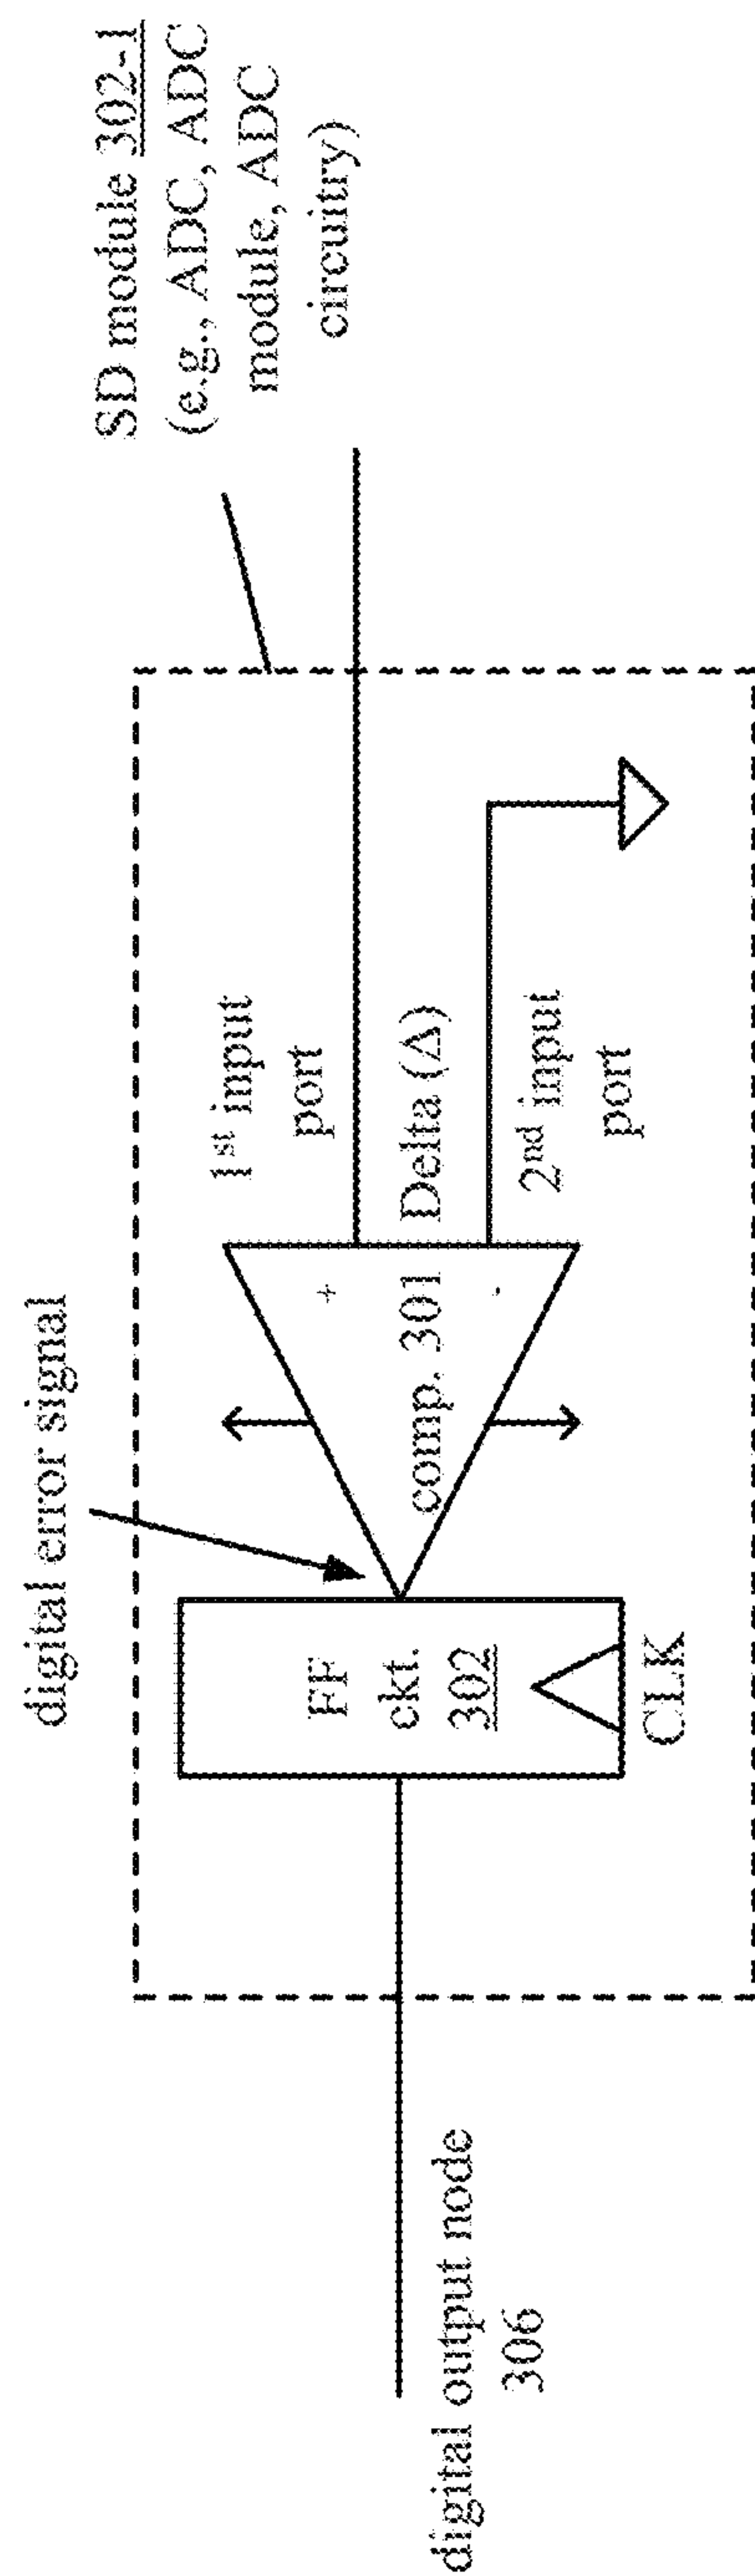 SD module 302-1
(e.g., ADC, ADC
module, ADC
circuitry)
digital error signal
1st input
port
Delta (Δ)
2nd input
port
+
-
comp. 301
FF
ckt.
302
CLK
digital output node
306